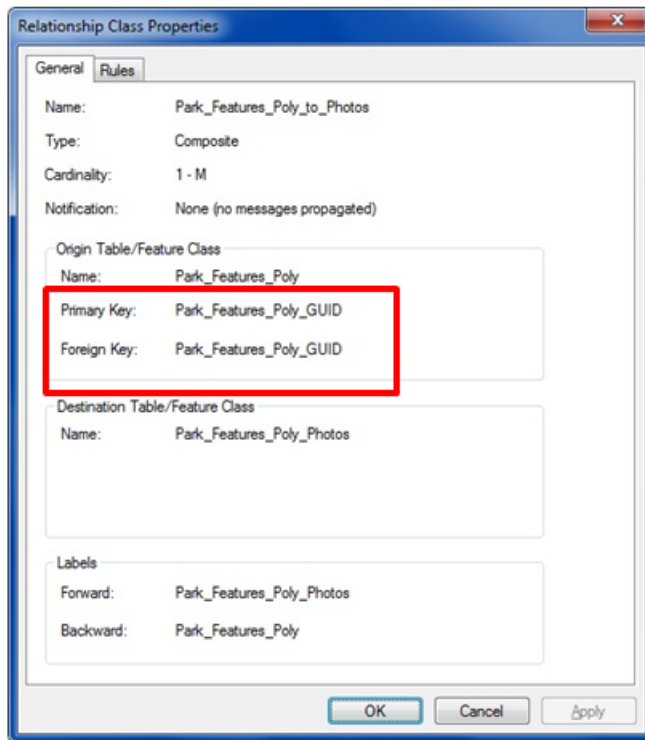 Relationship Class Properties
General Rules
Name: Park_Features_Poly_to_Photos
Type: Composite
Cardinality: 1 - M
Notification: None (no messages propagated)
Origin Table/Feature Class
Name: Park_Features_Poly
Primary Key: Park_Features_Poly_GUID
Foreign Key: Park_Features_Poly_GUID
Destination Table/Feature Class
Name: Park_Features_Poly_Photos
Labels
Forward: Park_Features_Poly_Photos
Backward: Park_Features_Poly
OK Cancel Apply